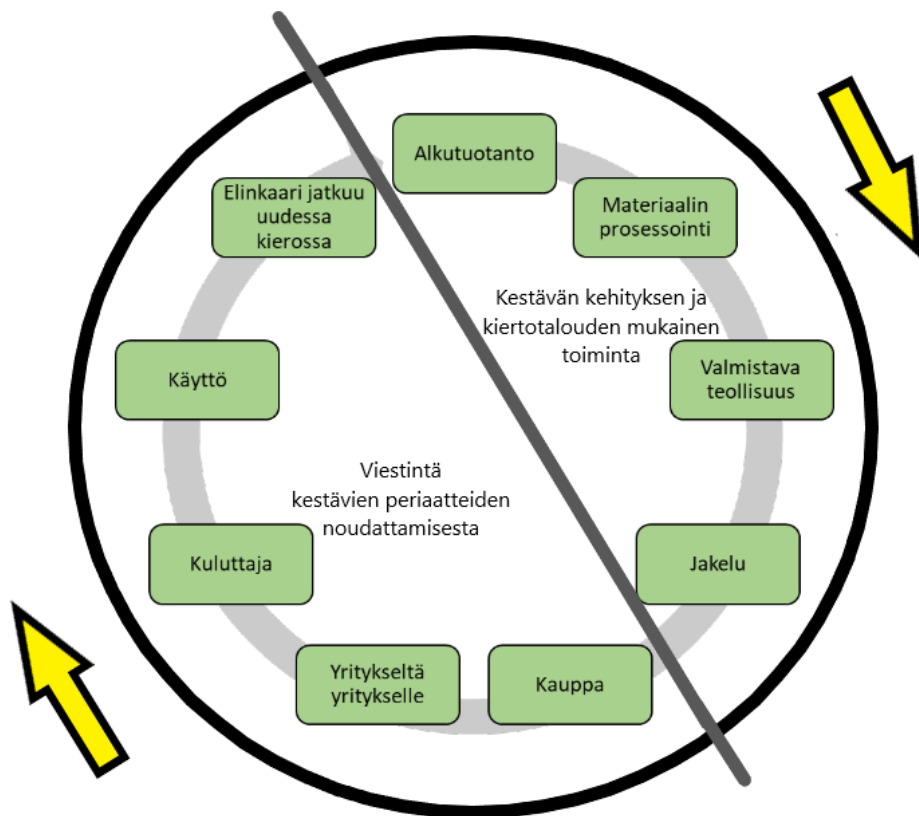 Alkutuotanto
Materiaalin
prosessointi
Valmistava
teollisuus
Jakelu
Kauppa
Yritykseltä
yritykselle
Kuluttaja
Käyttö
Elinkaari jatkuu
uudessa
kierossa
Kestävän kehityksen ja
kiertotalouden mukainen
toiminta
Viestintä
kestävien periaatteiden
noudattamisesta